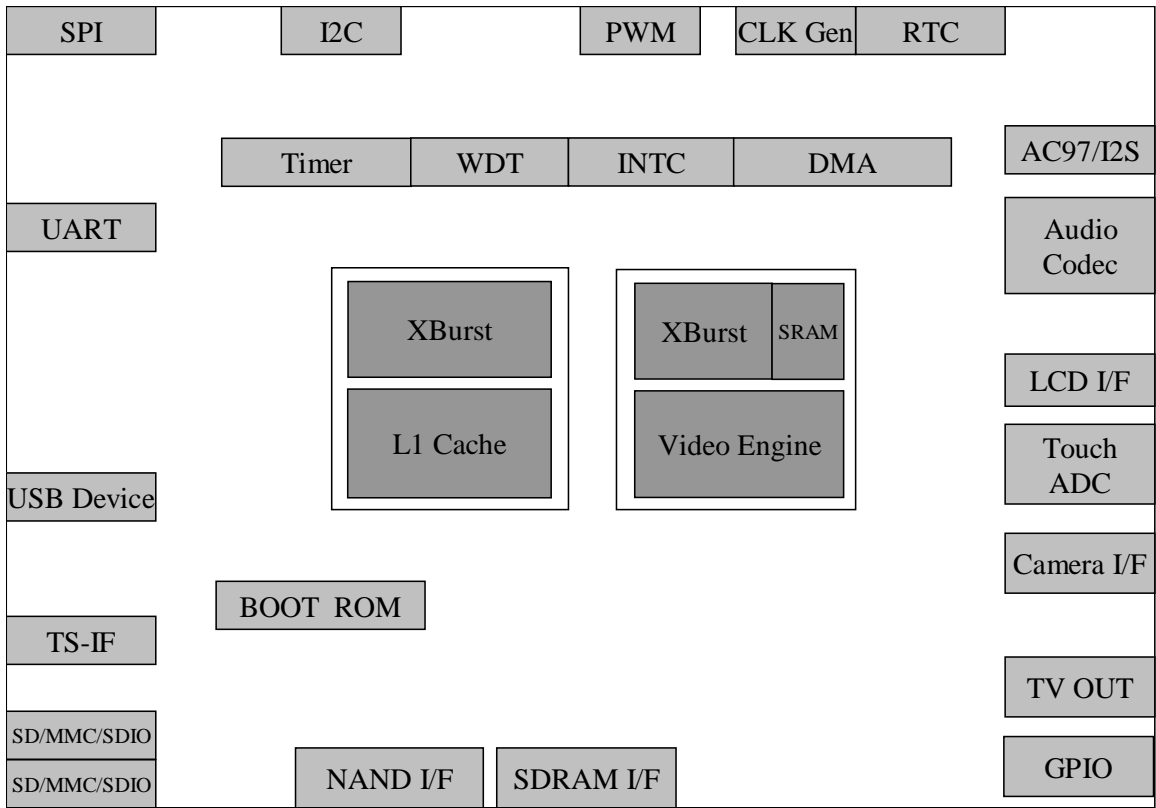 SPI
I2C
PWM
CLK Gen
RTC
Timer
WDT
INTC
DMA
AC97/I2S
UART
Audio
Codec
XBurst
XBurst
SRAM
LCD I/F
L1 Cache
Video Engine
Touch
ADC
USB Device
Camera I/F
BOOT ROM
TS-IF
TV OUT
SD/MMC/SDIO
SD/MMC/SDIO
NAND I/F
SDRAM I/F
GPIO